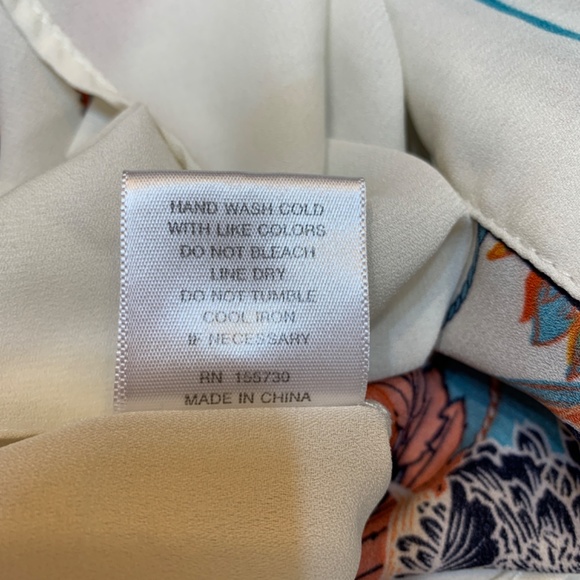 HAND WASH COLD
WITH LIKE COLORS
DO NOT BLEACH
LINE DRY
DO NOT TUMBLE
COOL IRON
IF NECESSARY
RN 155730
MADE IN CHINA